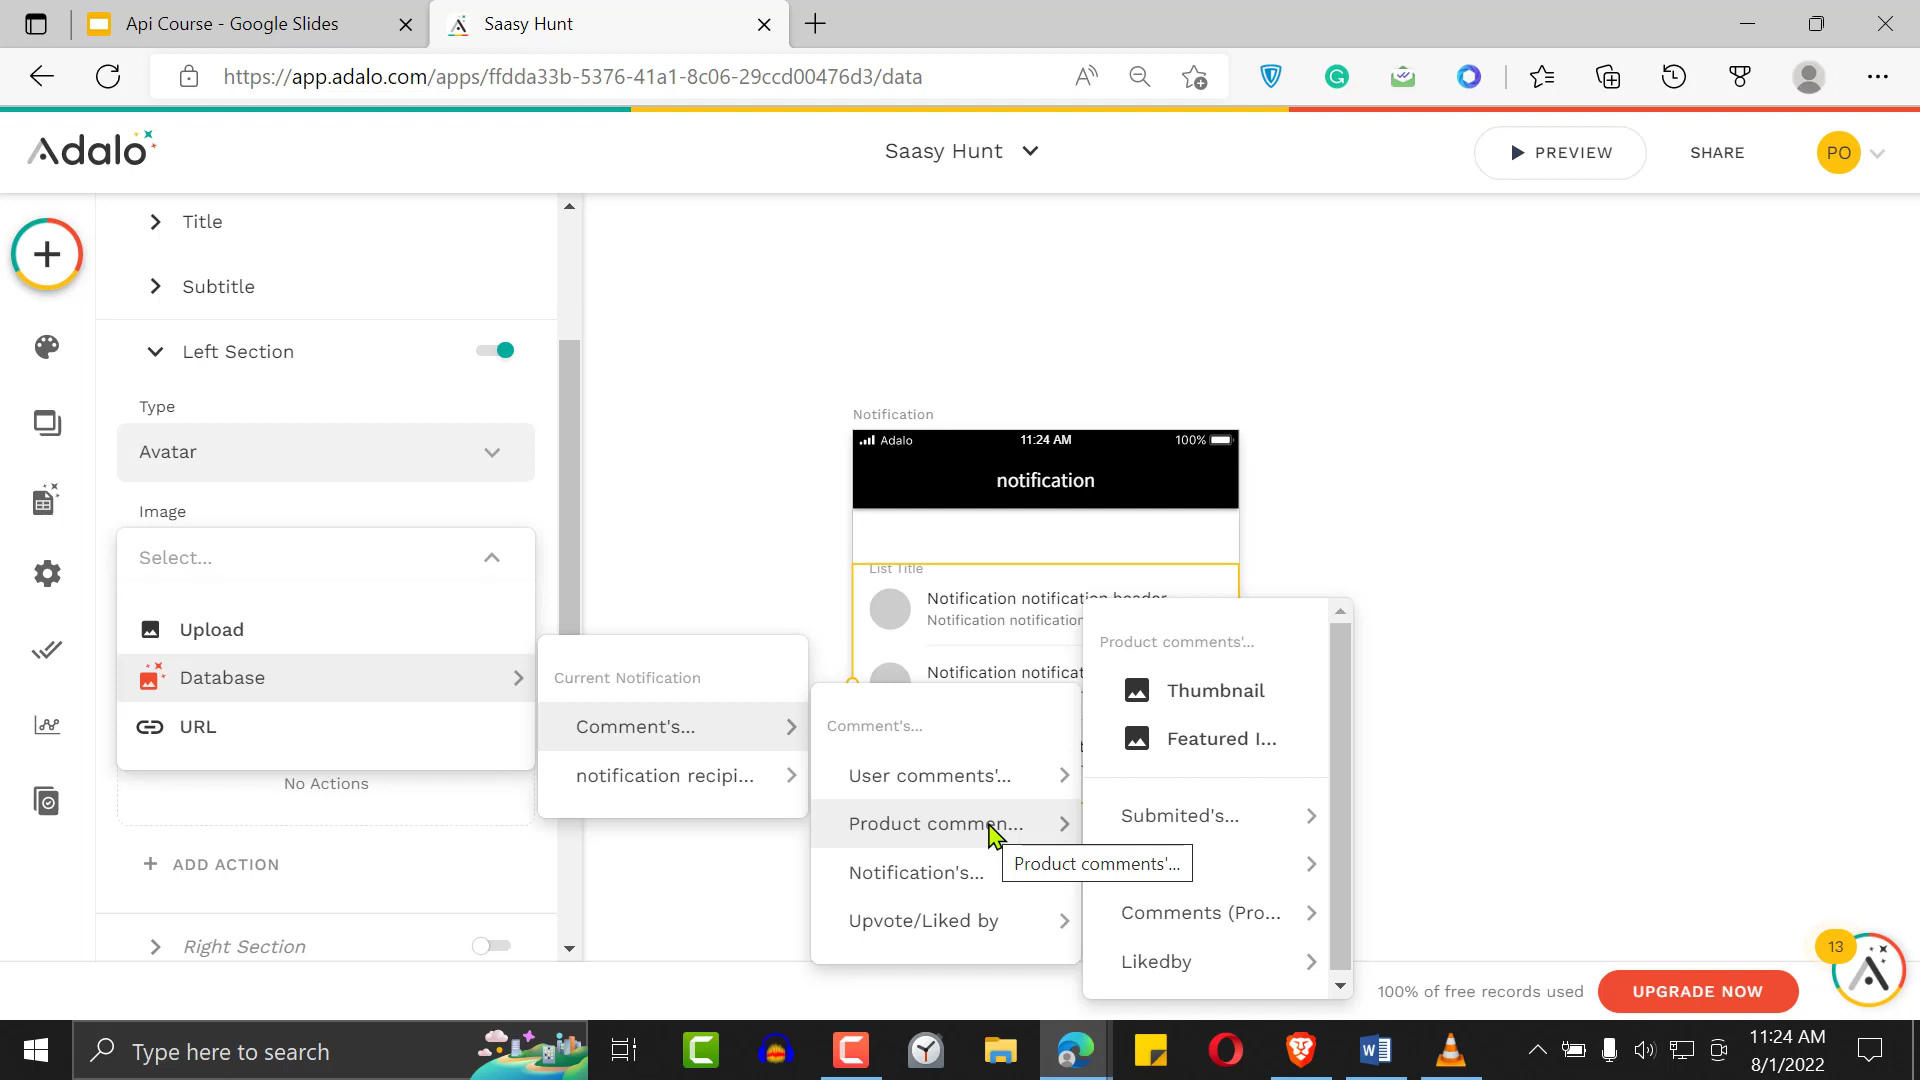 Api Course - Google Slides
Saasy Hunt
https://app.adalo.com/apps/ffdda33b-5376-41a1-8c06-29ccd00476d3/data
Adalo
Saasy Hunt
PREVIEW
SHARE
PO
Title
Subtitle
Left Section
Type
Avatar
Image
Select...
Upload
Database
URL
No Actions
ADD ACTION
Right Section
Current Notification
Comment's...
notification recipi...
Comment's...
User comments'...
Product commen...
Notification's...
Upvote/Liked by
Product comments'...
Product comments'...
Thumbnail
Featured I...
Submited's...
Comments (Pro...
Likedby
Notification
Adalo
11:24 AM
100%
notification
List Title
Notification notification header
Notification notification
Notification notificat
13
100% of free records used
UPGRADE NOW
Type here to search
11:24 AM
8/1/2022